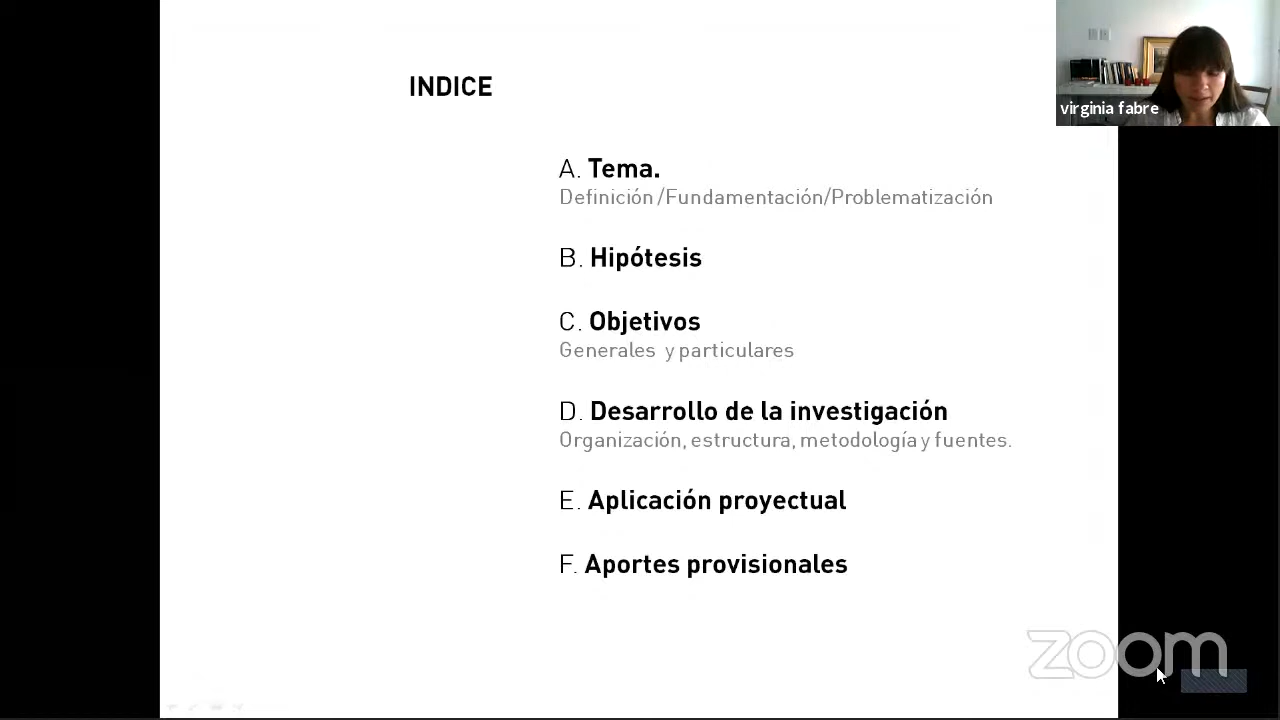 INDICE
virginia fabre
A. Tema.
Definición/Fundamentación/Problematización
B. Hipótesis
C. Objetivos
Generales y particulares
D. Desarrollo de la investigación
Organización, estructura, metodología y fuentes.
E. Aplicación proyectual
F. Aportes provisionales
zoom